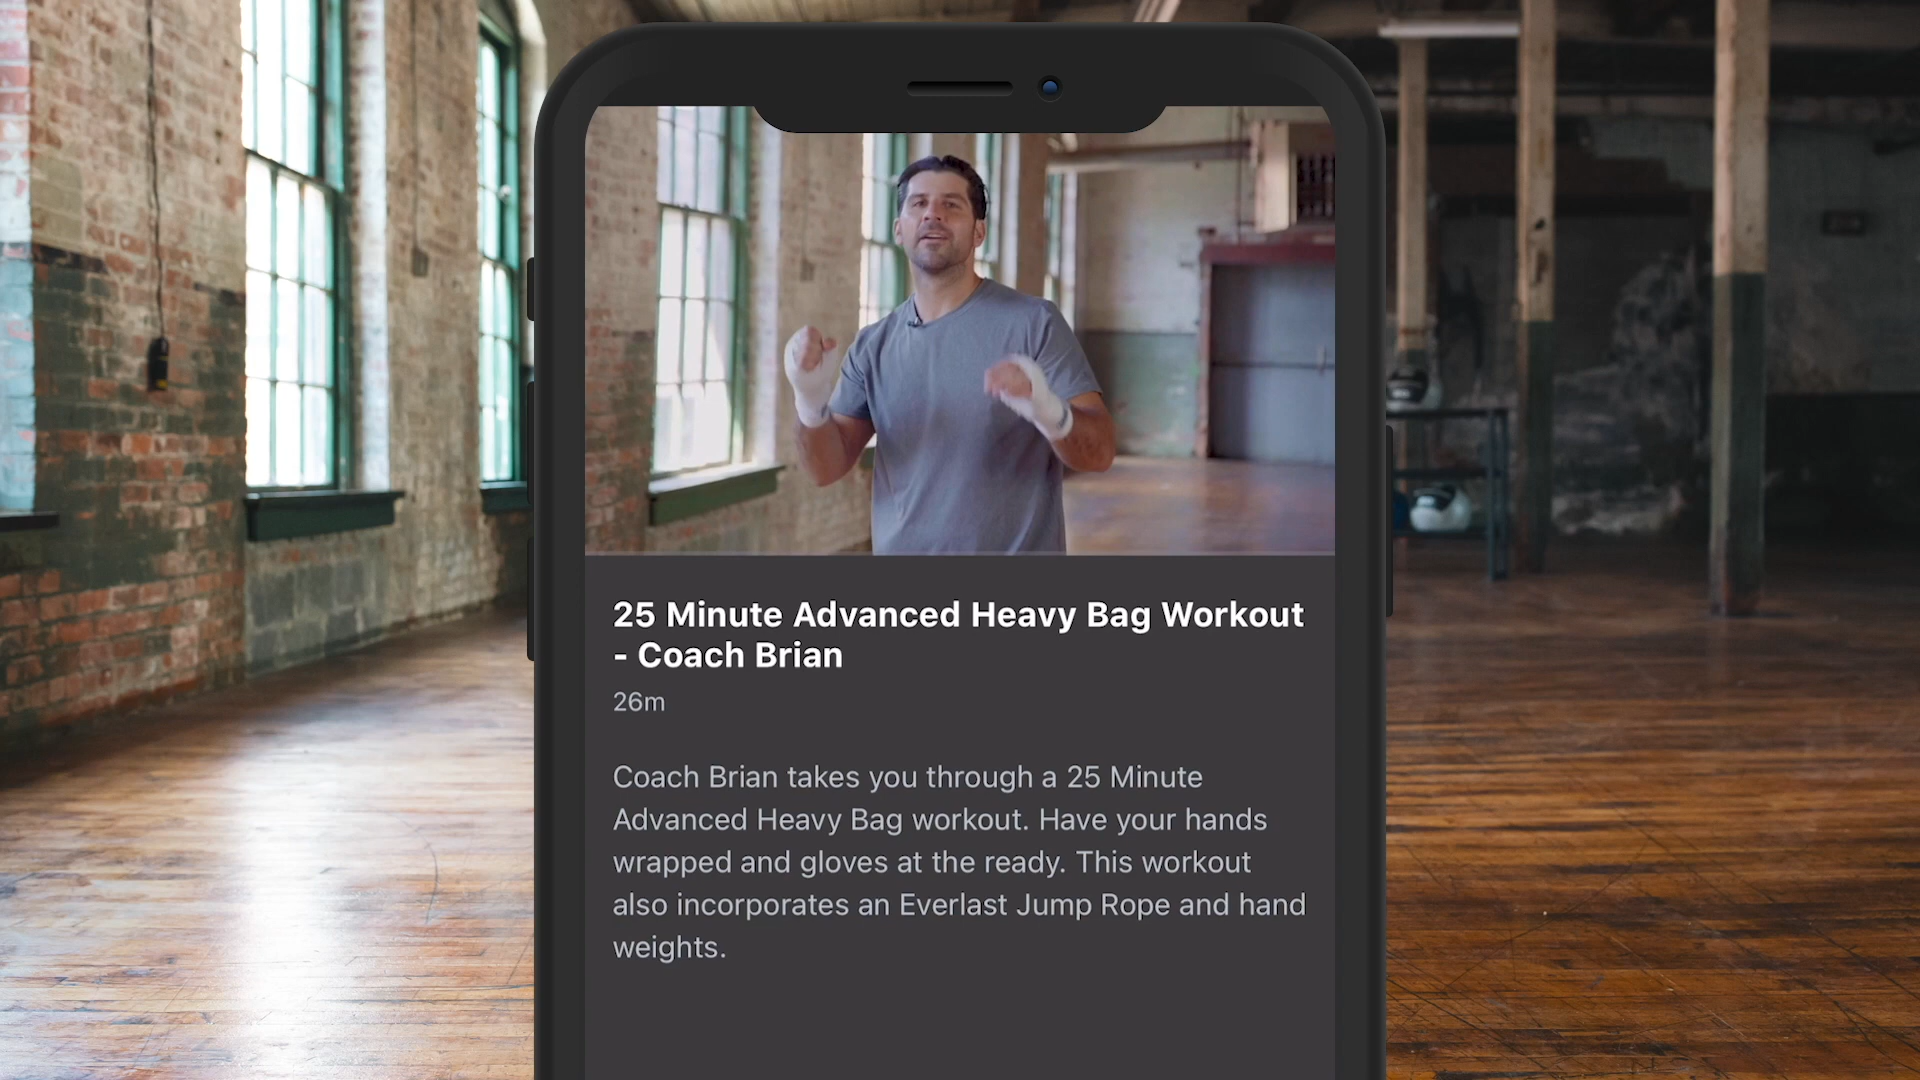 25 Minute Advanced Heavy Bag Workout
- Coach Brian
26m
Coach Brian takes you through a 25 Minute
Advanced Heavy Bag workout. Have your hands
wrapped and gloves at the ready. This workout
also incorporates an Everlast Jump Rope and hand
weights.